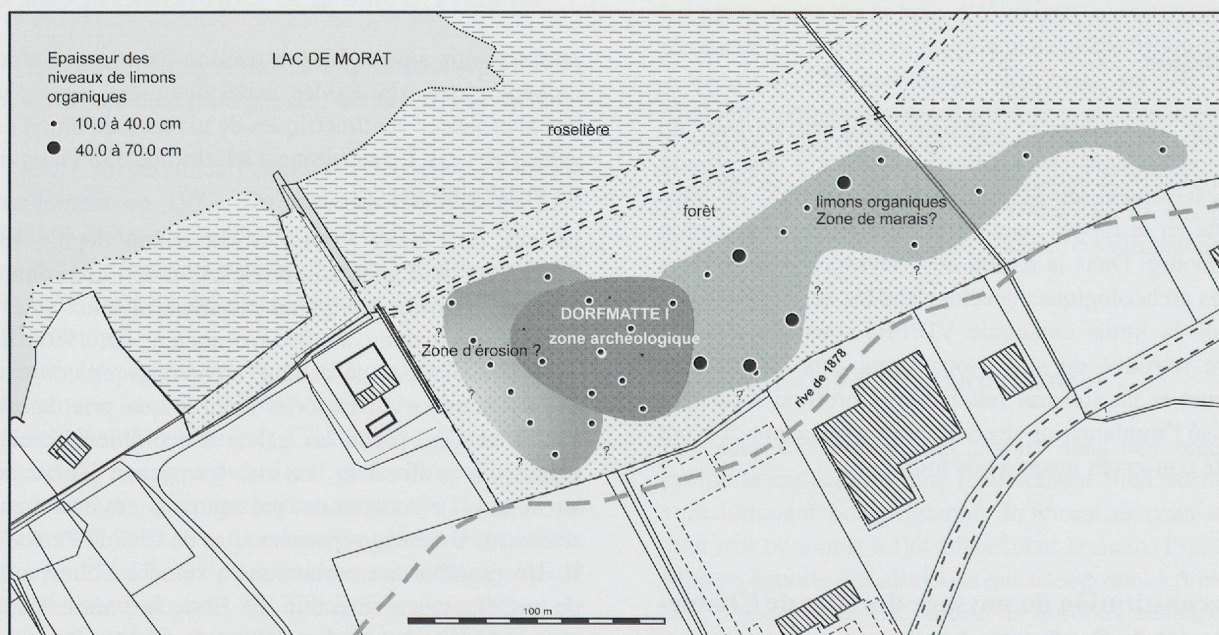 Epaisseur des
niveaux de limons
organiques
10.0 à 40.0 cm
40.0 à 70.0 cm
LAC DE MORAT
roselière
forêt
limons organiques
Zone de marais?
DORFMATTE I
zone archéologique
Zone d'érosion ?
rive de 1878
?
?
?
?
?
?
?
?
100 m